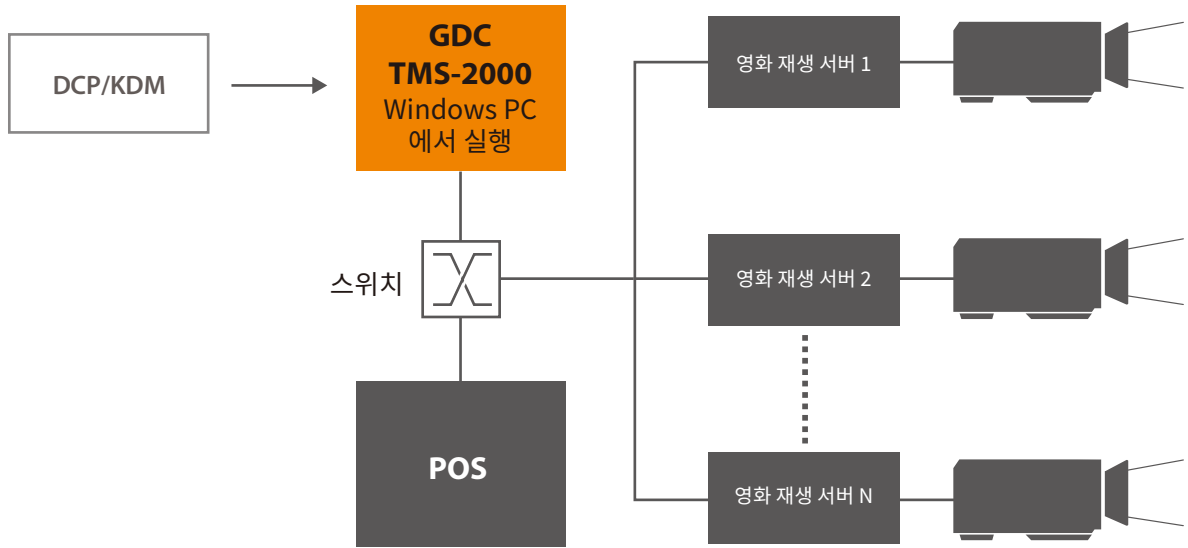 DCP/KDM
GDC
TMS-2000
Windows PC
에서 실행
스위치
POS
영화 재생 서버 1
영화 재생 서버 2
영화 재생 서버 N